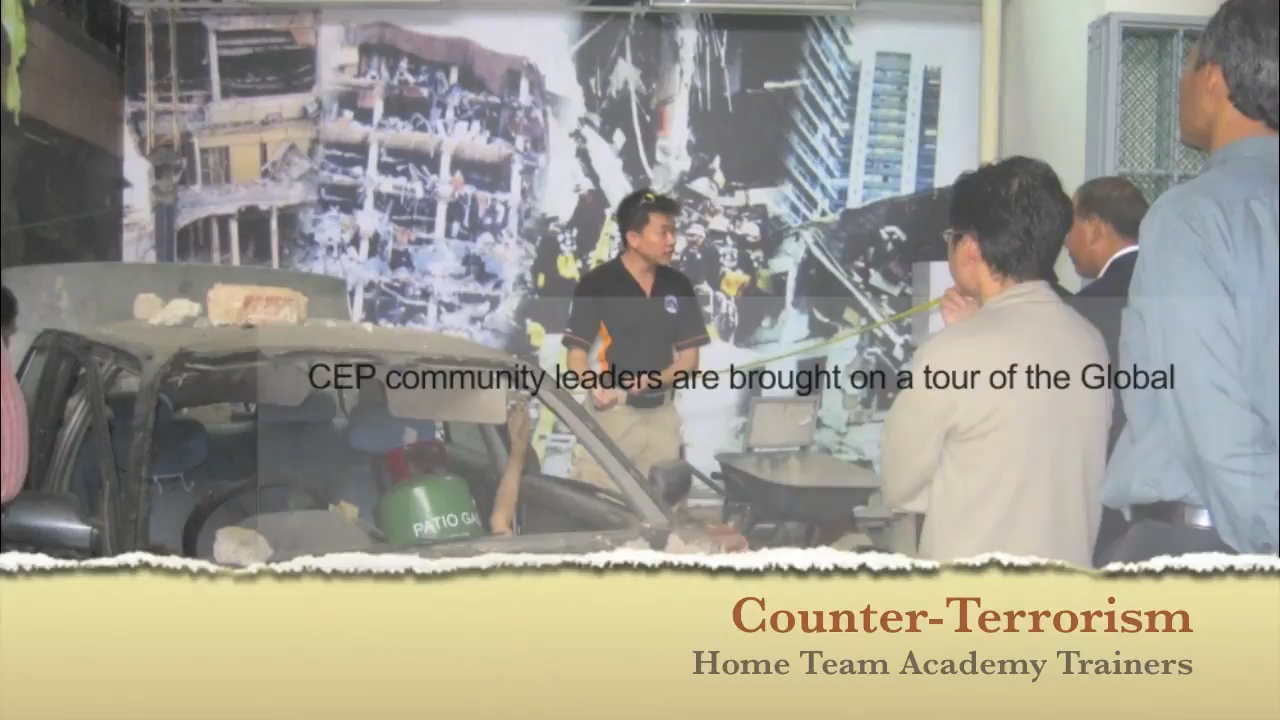 CEP community leaders are brought on a tour of the Global
PATIO GA
Counter-Terrorism
Home Team Academy Trainers